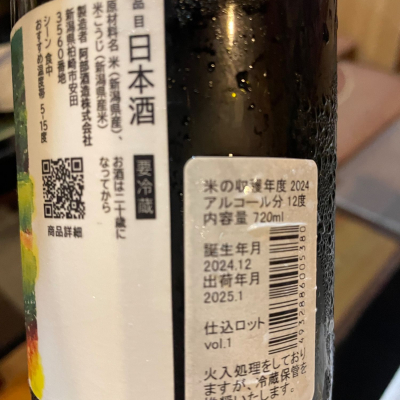 品目 日本酒
原材料名 米(新潟県産)、
米こうじ(新潟県産米)
製造者 阿部酒造株式会社
新潟県柏崎市安田
3560番地
シーン 食中
おすすめ温度帯 5-15度
要冷蔵
お酒は二十歳に
なってから
商品詳細
米の収穫年度 2024
アルコール分 12度
内容量 720ml
誕生年月
2024.12
出荷年月
2025.1
仕込ロット
vol.1
火入処理をしており
ますが、冷蔵保管を
4932886005380